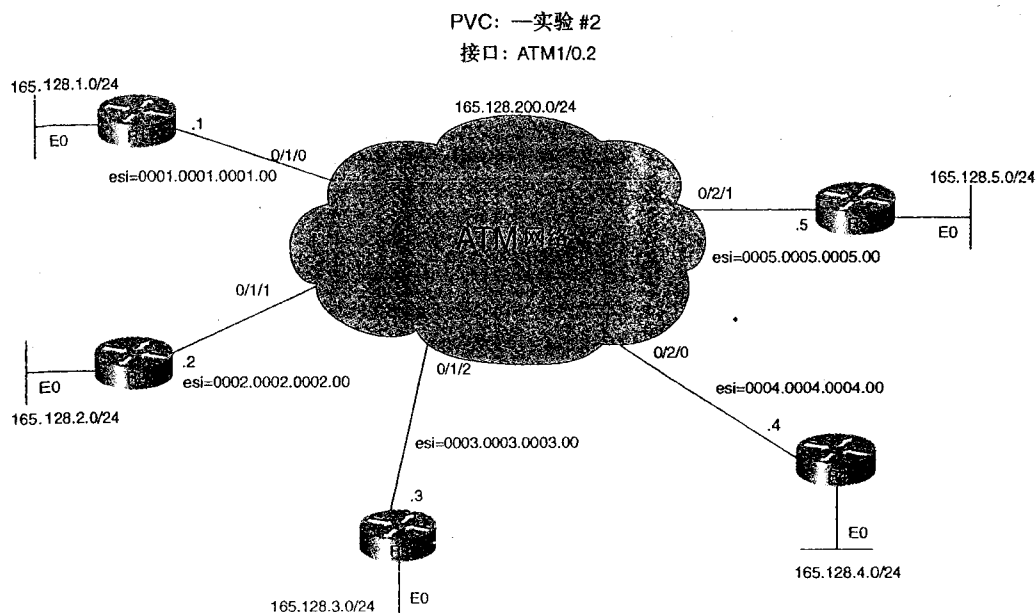 PVC: 一实验 #2
接口: ATM1/0.2
165.128.1.0/24
E0
.1
esi=0001.0001.0001.00
0/1/0
165.128.200.0/24
ATM 网络
0/2/1
165.128.5.0/24
.5
E0
esi=0005.0005.0005.00
0/1/1
.2
E0
esi=0002.0002.0002.00
165.128.2.0/24
0/1/2
0/2/0
esi=0004.0004.0004.00
.4
esi=0003.0003.0003.00
.3
E0
165.128.4.0/24
E0
165.128.3.0/24